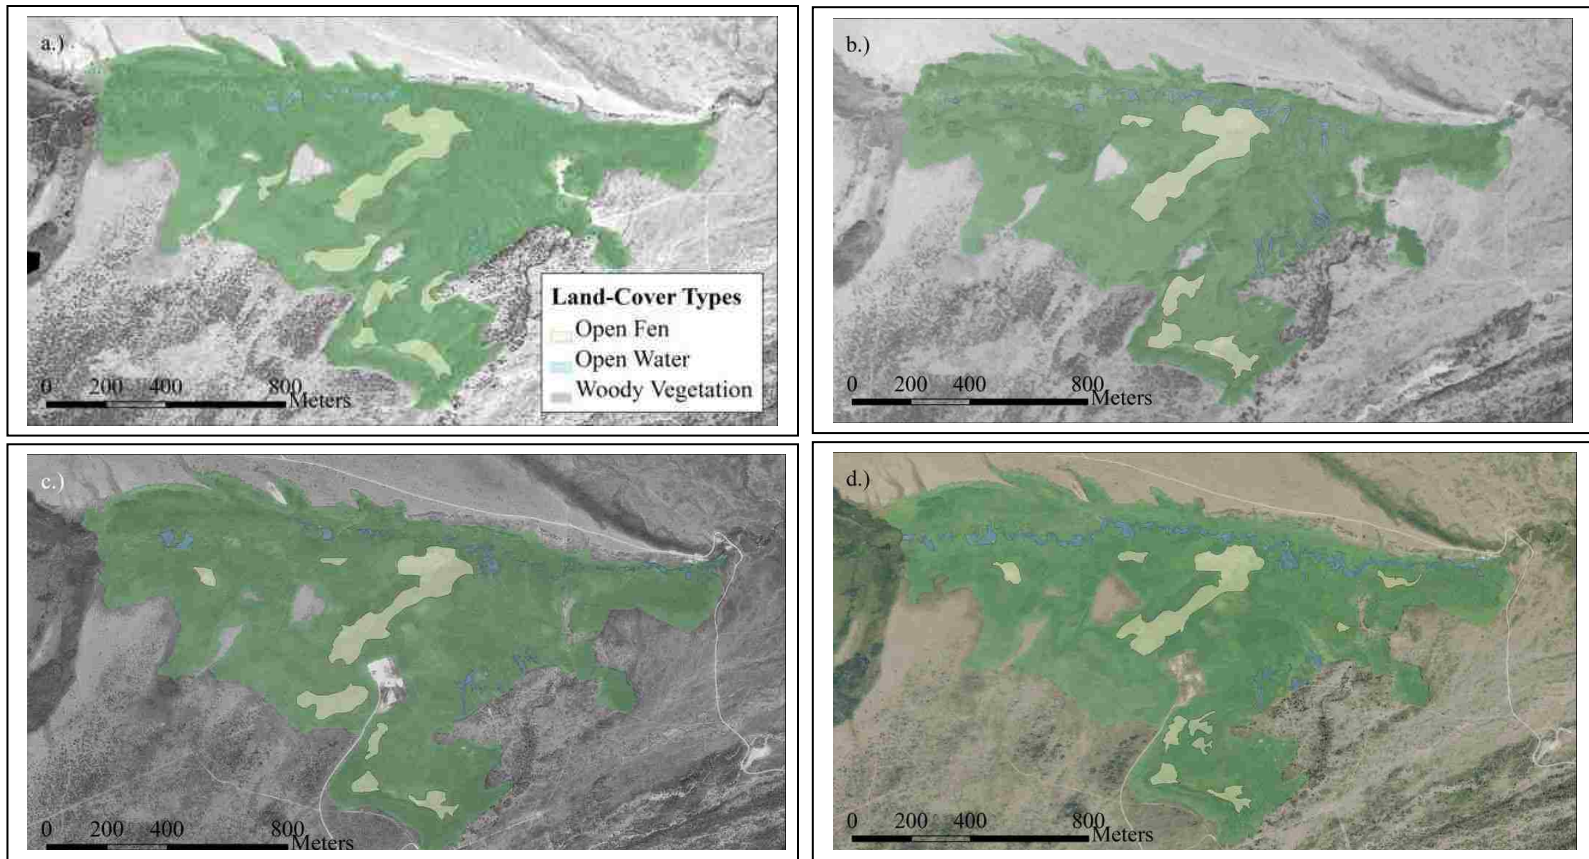 a.)
Land-Cover Types
Open Fen
Open Water
Woody Vegetation
0 200 400 800
Meters
b.)
0 200 400 800
Meters
c.)
0 200 400 800
Meters
d.)
0 200 400 800
Meters